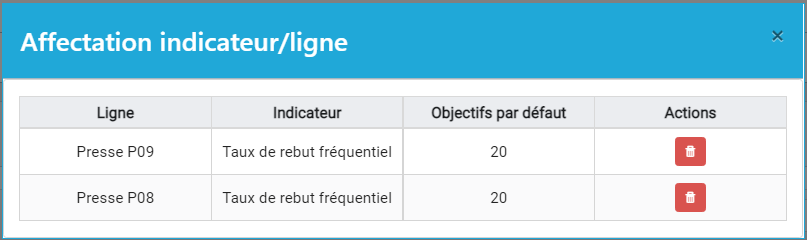 Affectation indicateur/ligne
×
Ligne Indicateur Objectifs par défaut Actions
Presse P09 Taux de rebut fréquentiel 20
Presse P08 Taux de rebut fréquentiel 20